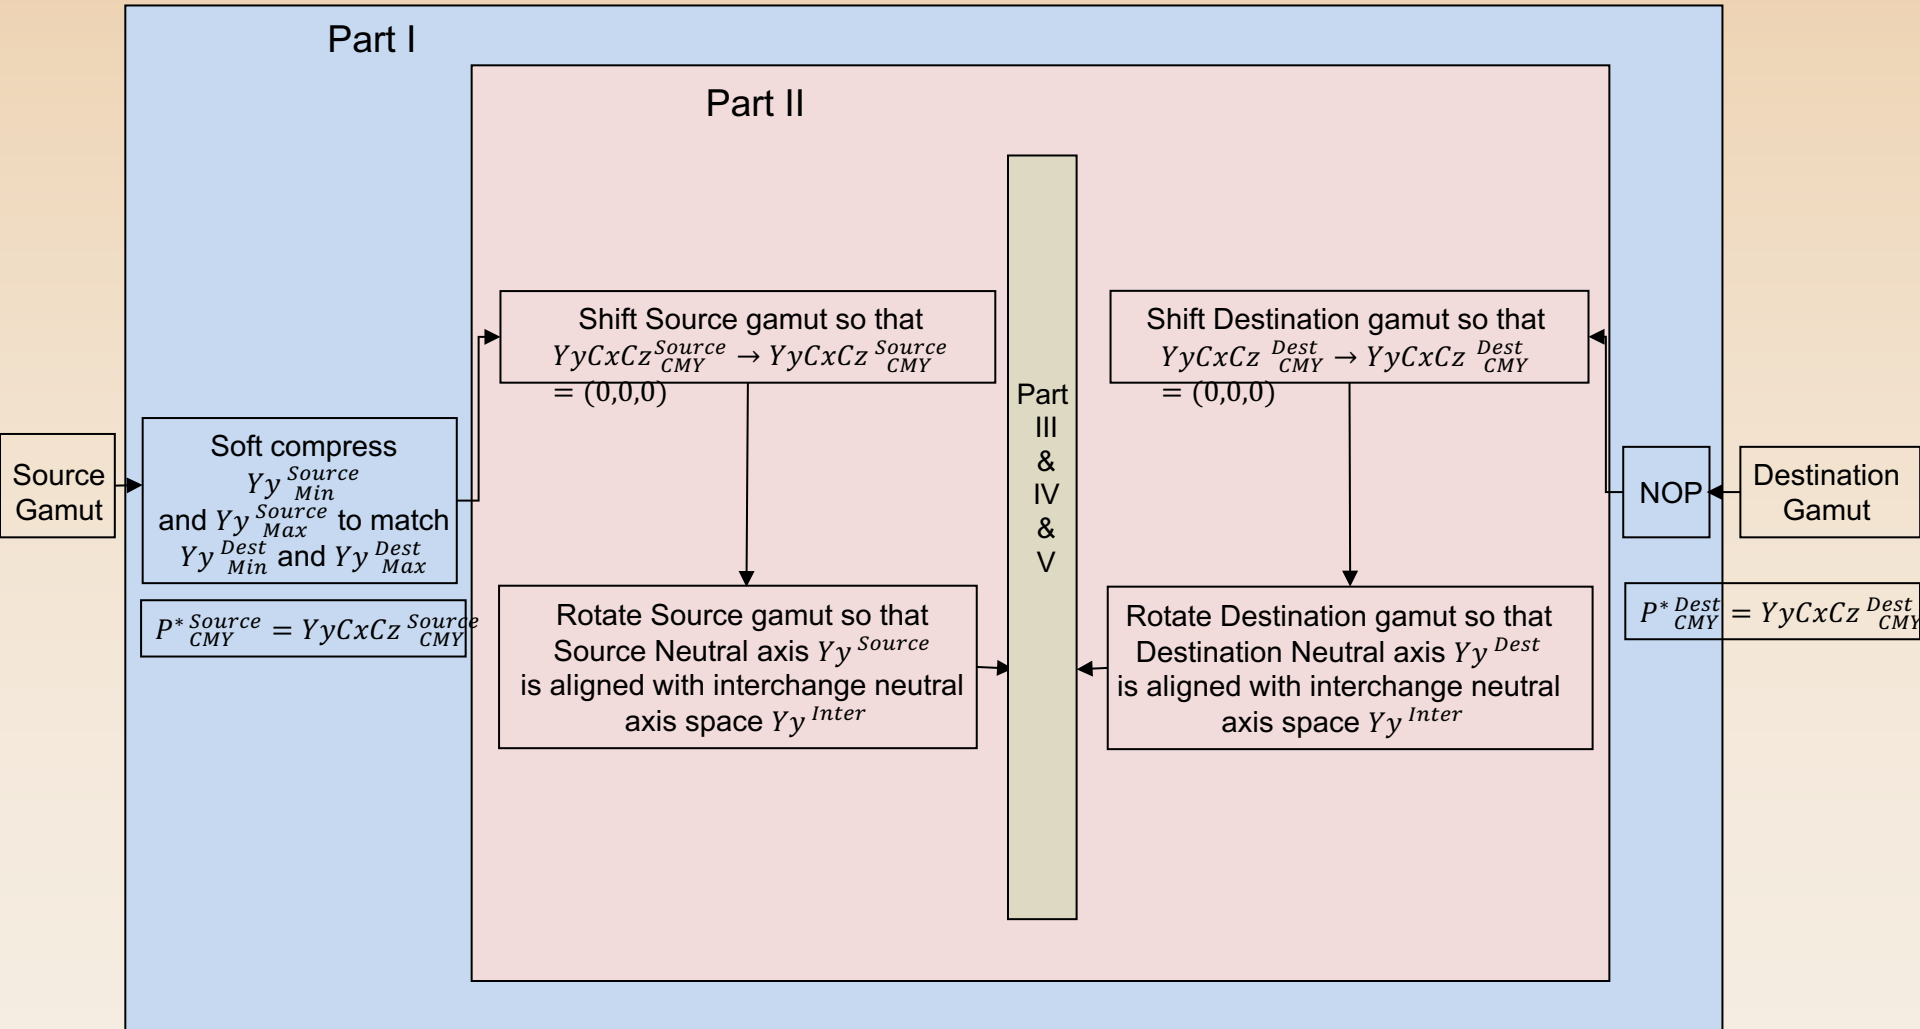 Part I
Part II
Source
Gamut
Soft compress
Yy Source Min
and Yy Source Max to match
Yy Dest Min and Yy Dest Max
P* Source CMY = YyCxCz Source CMY
Shift Source gamut so that
YyCxCz Source CMY → YyCxCz Source CMY
= (0,0,0)
Rotate Source gamut so that
Source Neutral axis Yy Source
is aligned with interchange neutral
axis space Yy Inter
Part
III
&
IV
&
V
Shift Destination gamut so that
YyCxCz Dest CMY → YyCxCz Dest CMY
= (0,0,0)
Rotate Destination gamut so that
Destination Neutral axis Yy Dest
is aligned with interchange neutral
axis space Yy Inter
NOP
Destination
Gamut
P* Dest CMY = YyCxCz Dest CMY